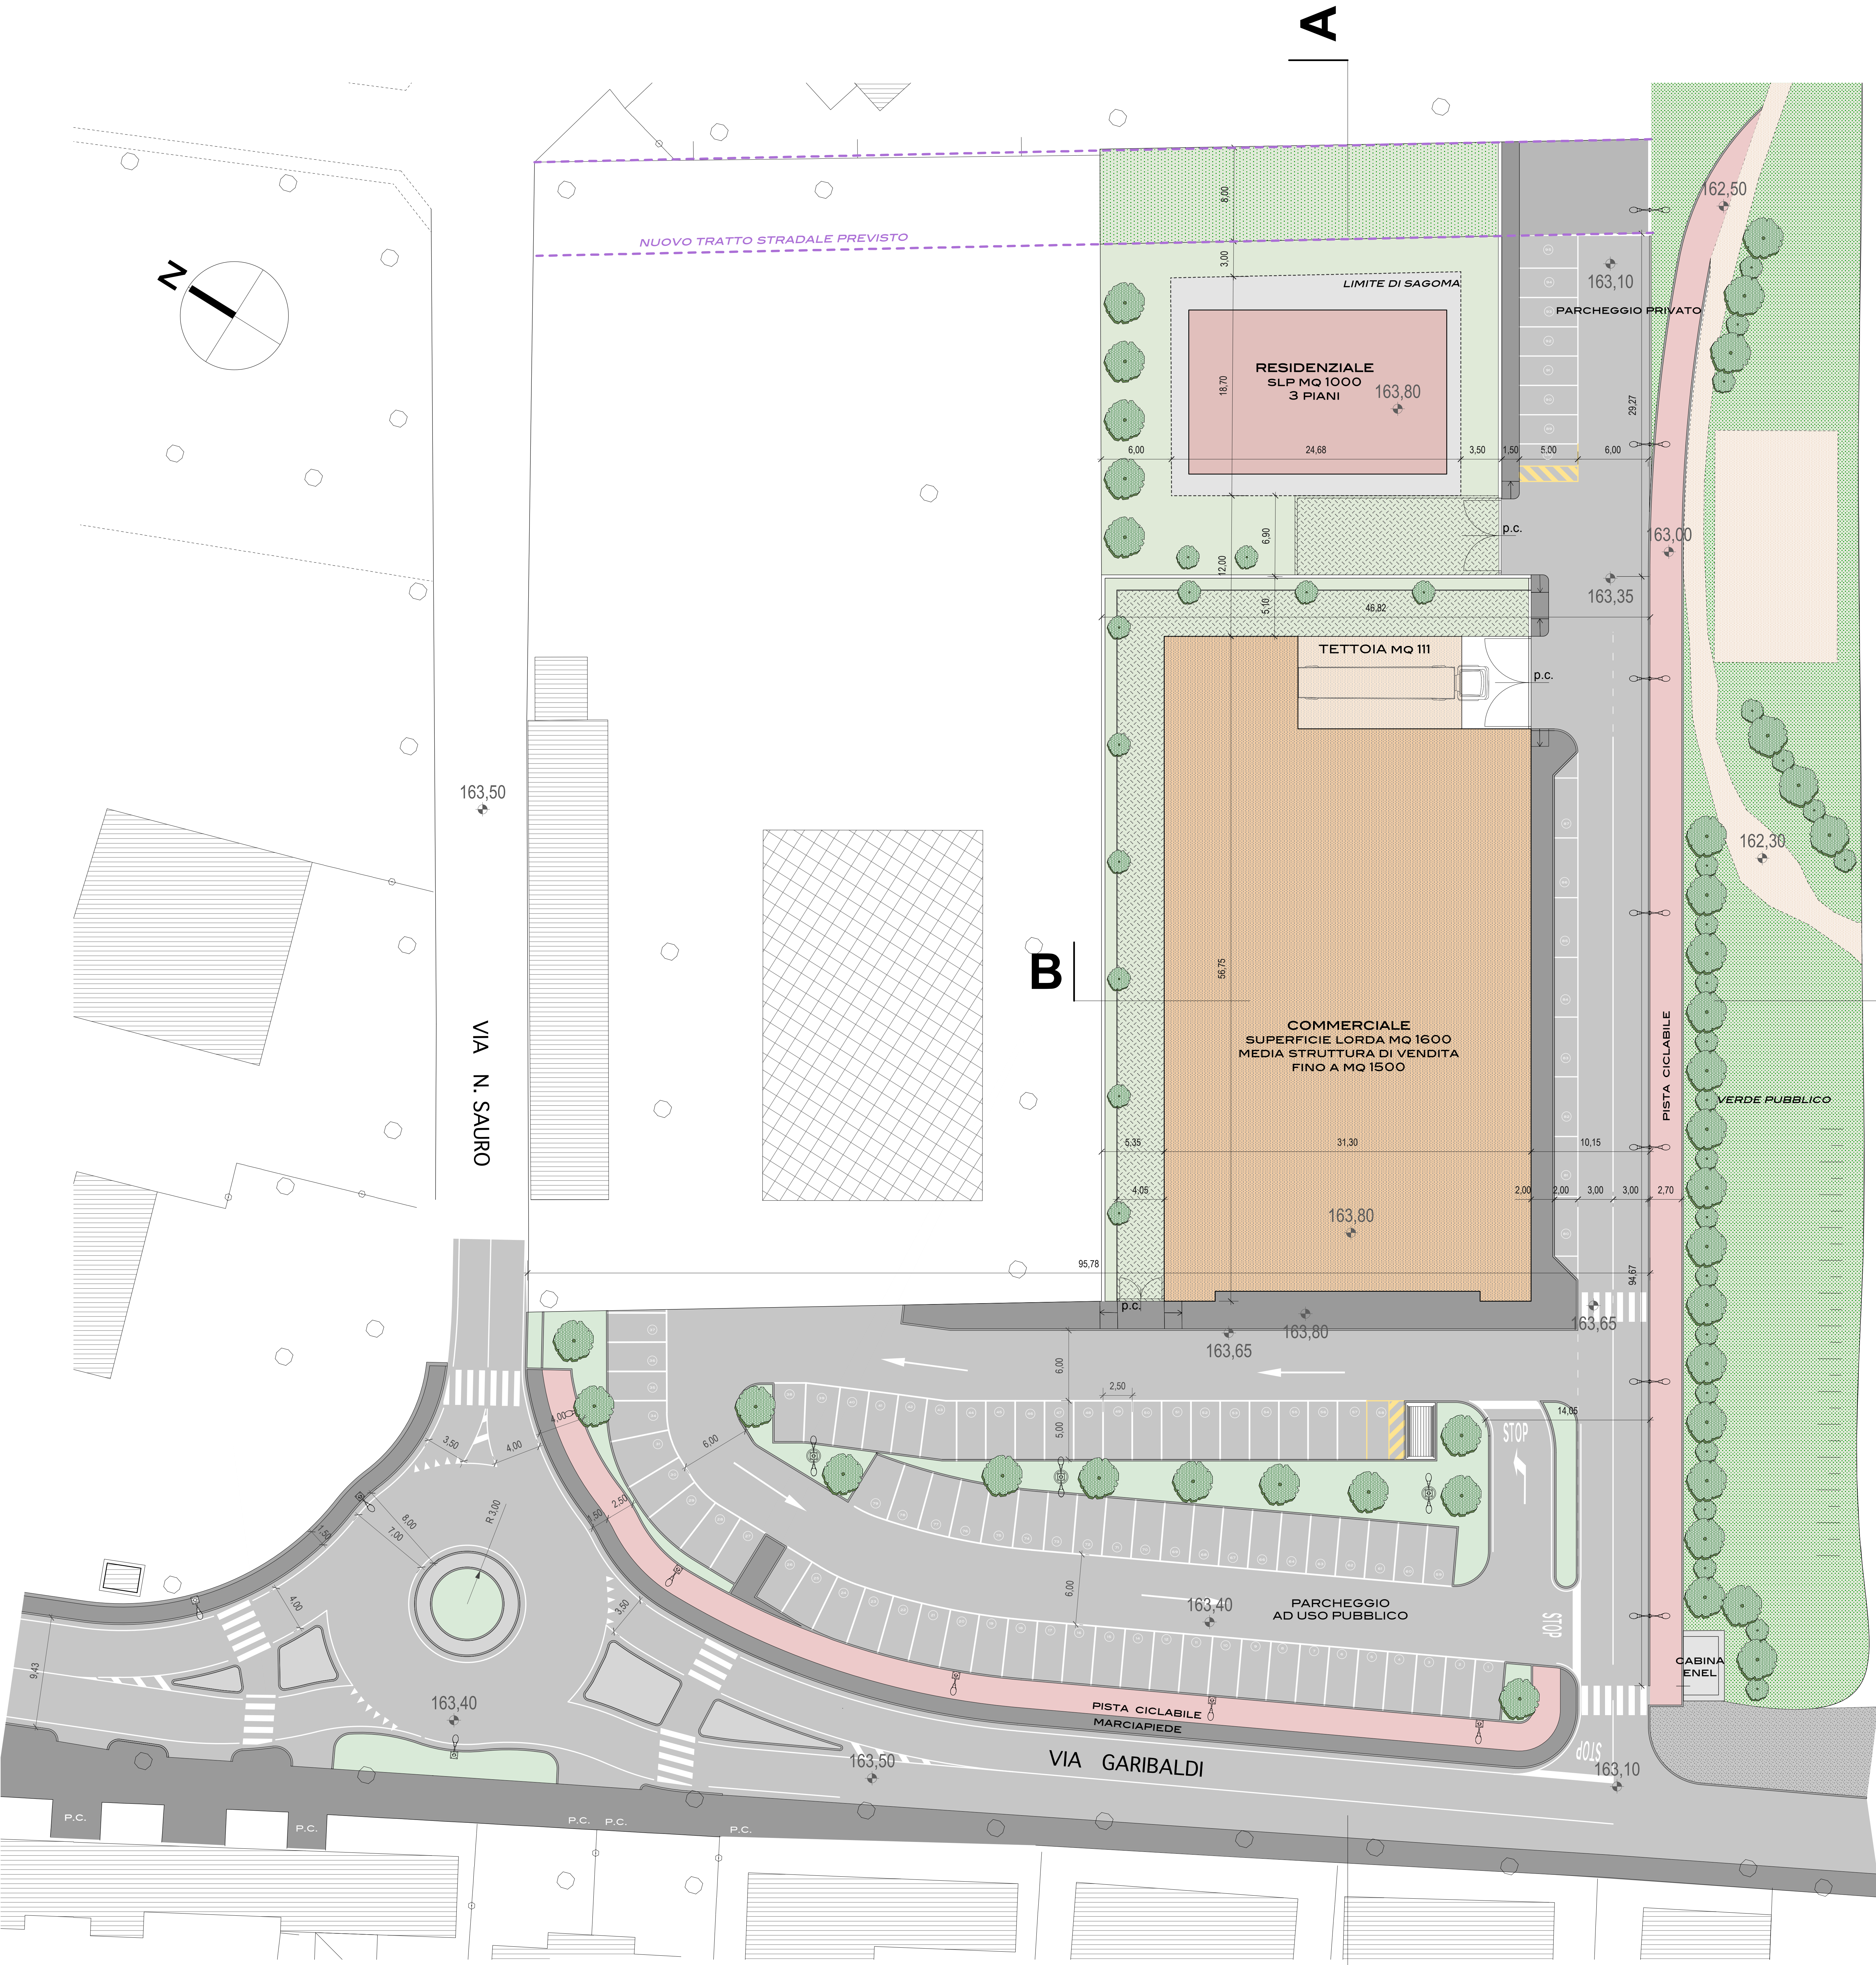 A
N
NUOVO TRATTO STRADALE PREVISTO
8,00
3,00
LIMITE DI SAGOMA
162,50
163,10
PARCHEGGIO PRIVATO
RESIDENZIALE
SLP MQ 1000
3 PIANI
163,80
18,70
29,27
6,00
24,68
3,50
1,50
5,00
6,00
p.c.
6,90
12,00
163,00
163,35
5,10
46,82
TETTOIA MQ 111
p.c.
163,50
162,30
B
56,75
VIA N. SAURO
COMMERCIALE
SUPERFICIE LORDA MQ 1600
MEDIA STRUTTURA DI VENDITA
FINO A MQ 1500
PISTA CICLABILE
VERDE PUBBLICO
5,35
31,30
10,15
4,05
2,00
2,00
3,00
3,00
2,70
163,80
95,78
94,67
p.c.
163,80
163,65
163,65
6,00
2,50
5,00
14,05
STOP
4,00
3,50
4,00
6,00
8,00
7,00
R 3,00
1,50
2,50
1,50
4,00
3,50
6,00
163,40
PARCHEGGIO
AD USO PUBBLICO
STOP
CABINA
ENEL
9,43
163,40
PISTA CICLABILE
MARCIAPIEDE
VIA GARIBALDI
163,50
STOP
163,10
P.C.
P.C.
P.C.
P.C.
P.C.